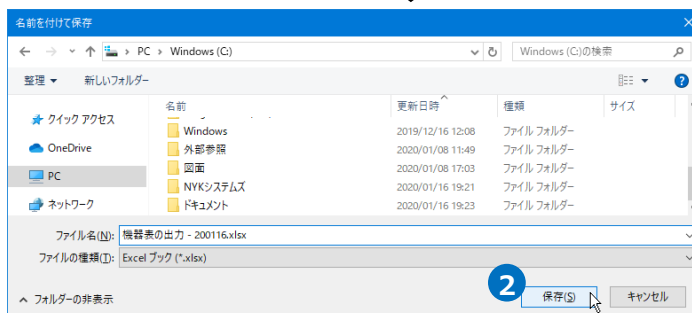 名前を付けて保存
PC › Windows (C:)
Windows (C:)の検索
整理
新しいフォルダー
名前
更新日時
種類
サイズ
クイック アクセス
OneDrive
PC
ネットワーク
Windows 2019/12/16 12:08 ファイル フォルダー
外部参照 2020/01/08 11:49 ファイル フォルダー
図面 2020/01/08 17:03 ファイル フォルダー
NYKシステムズ 2020/01/16 19:21 ファイル フォルダー
ドキュメント 2020/01/16 19:23 ファイル フォルダー
ファイル名(N): 機器表の出力 - 200116.xlsx
ファイルの種類(T): Excel ブック (*.xlsx)
フォルダーの非表示
2
保存(S)
キャンセル